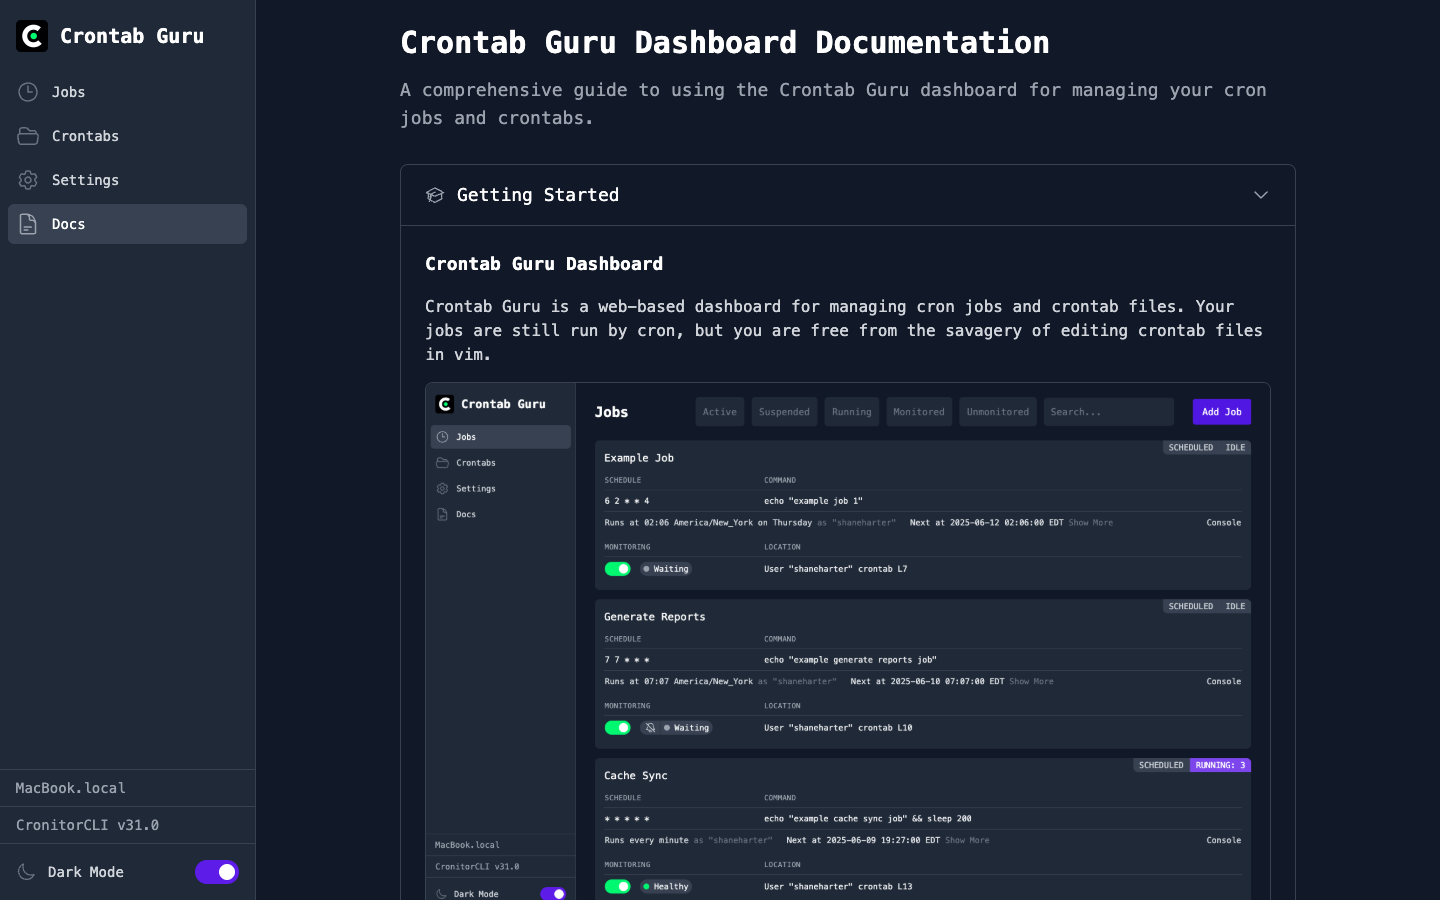 Crontab Guru
Jobs
Crontabs
Settings
Docs
MacBook.local
CronitorCLI v31.0
Dark Mode
Crontab Guru Dashboard Documentation
A comprehensive guide to using the Crontab Guru dashboard for managing your cron
jobs and crontabs.
Getting Started
Crontab Guru Dashboard
Crontab Guru is a web-based dashboard for managing cron jobs and crontab files. Your
jobs are still run by cron, but you are free from the savagery of editing crontab files
in vim.
Crontab Guru
Jobs
Crontabs
Settings
Docs
MacBook.local
CronitorCLI v31.0
Dark Mode
Jobs Active Suspended Running Monitored Unmonitored Search... Add Job
SCHEDULED IDLE
Example Job
SCHEDULE COMMAND
6 2 * * 4 echo "example job 1"
Runs at 02:06 America/New_York on Thursday as "shaneharter" Next at 2025-06-12 02:06:00 EDT Show More Console
MONITORING LOCATION
Waiting User "shaneharter" crontab L7
SCHEDULED IDLE
Generate Reports
SCHEDULE COMMAND
7 7 * * * echo "example generate reports job"
Runs at 07:07 America/New_York as "shaneharter" Next at 2025-06-10 07:07:00 EDT Show More Console
MONITORING LOCATION
Waiting User "shaneharter" crontab L10
SCHEDULED RUNNING: 3
Cache Sync
SCHEDULE COMMAND
* * * * * echo "example cache sync job" && sleep 200
Runs every minute as "shaneharter" Next at 2025-06-09 19:27:00 EDT Show More Console
MONITORING LOCATION
Healthy User "shaneharter" crontab L13